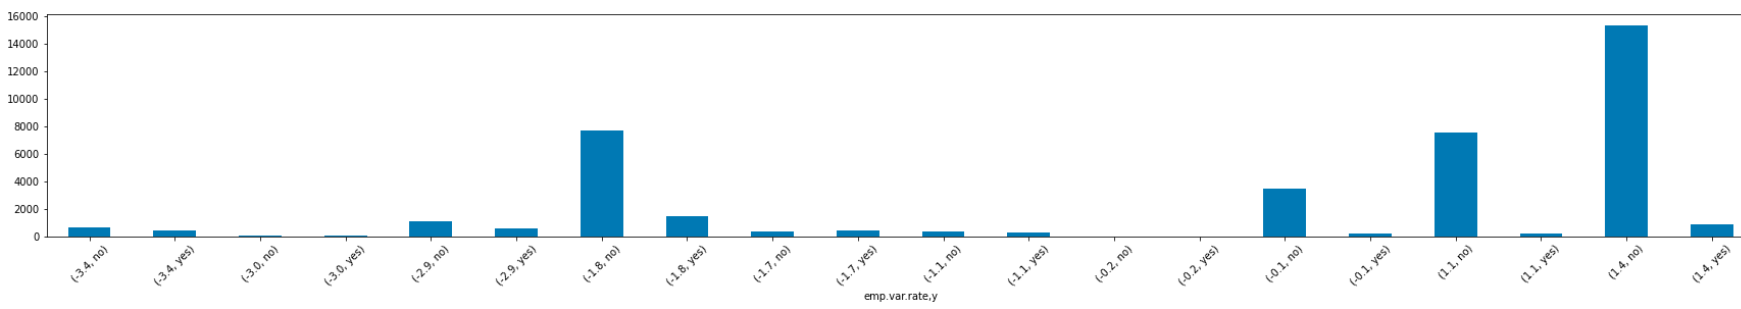 16000
14000
12000
10000
8000
6000
4000
2000
0
(-3.4, no)
(-3.4, yes)
(-3.0, no)
(-3.0, yes)
(-2.9, no)
(-2.9, yes)
(-1.8, no)
(-1.8, yes)
(-1.7, no)
(-1.7, yes)
(-1.1, no)
(-1.1, yes)
(-0.2, no)
(-0.2, yes)
(-0.1, no)
(-0.1, yes)
(1.1, no)
(1.1, yes)
(1.4, no)
(1.4, yes)
emp.var.rate,y